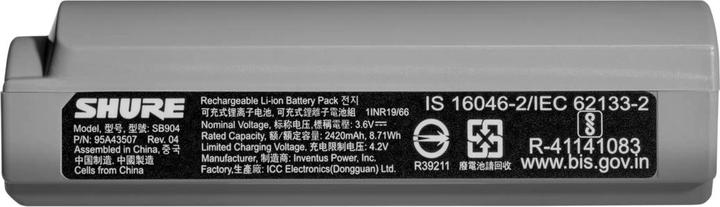 SHURE
Model, 型号, 型號: SB904
P/N: 95A43507 Rev. 04
Assembled in China, 중국
中国制造, 中國製造
Cells from China
Rechargeable Li-ion Battery Pack 전지
可充式锂离子电池, 可充式鋰離子電池組 1INR19/66
Nominal Voltage, 标称电压, 標稱電壓: 3.6V
Rated Capacity, 额/額定容量: 2420mAh, 8.71Wh
Limited Charging Voltage, 充电限制电压: 4.2V
Manufacturer, 制造商: Inventus Power, Inc.
Factory, 生產廠: ICC Electronics(Dongguan) Ltd.
R39211
廢電池請回收
IS 16046-2/IEC 62133-2
R-41141083
www.bis.gov.in